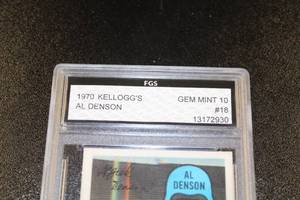 FGS
1970 KELLOGG'S GEM MINT 10
AL DENSON #18
13172930
AL
DENSON